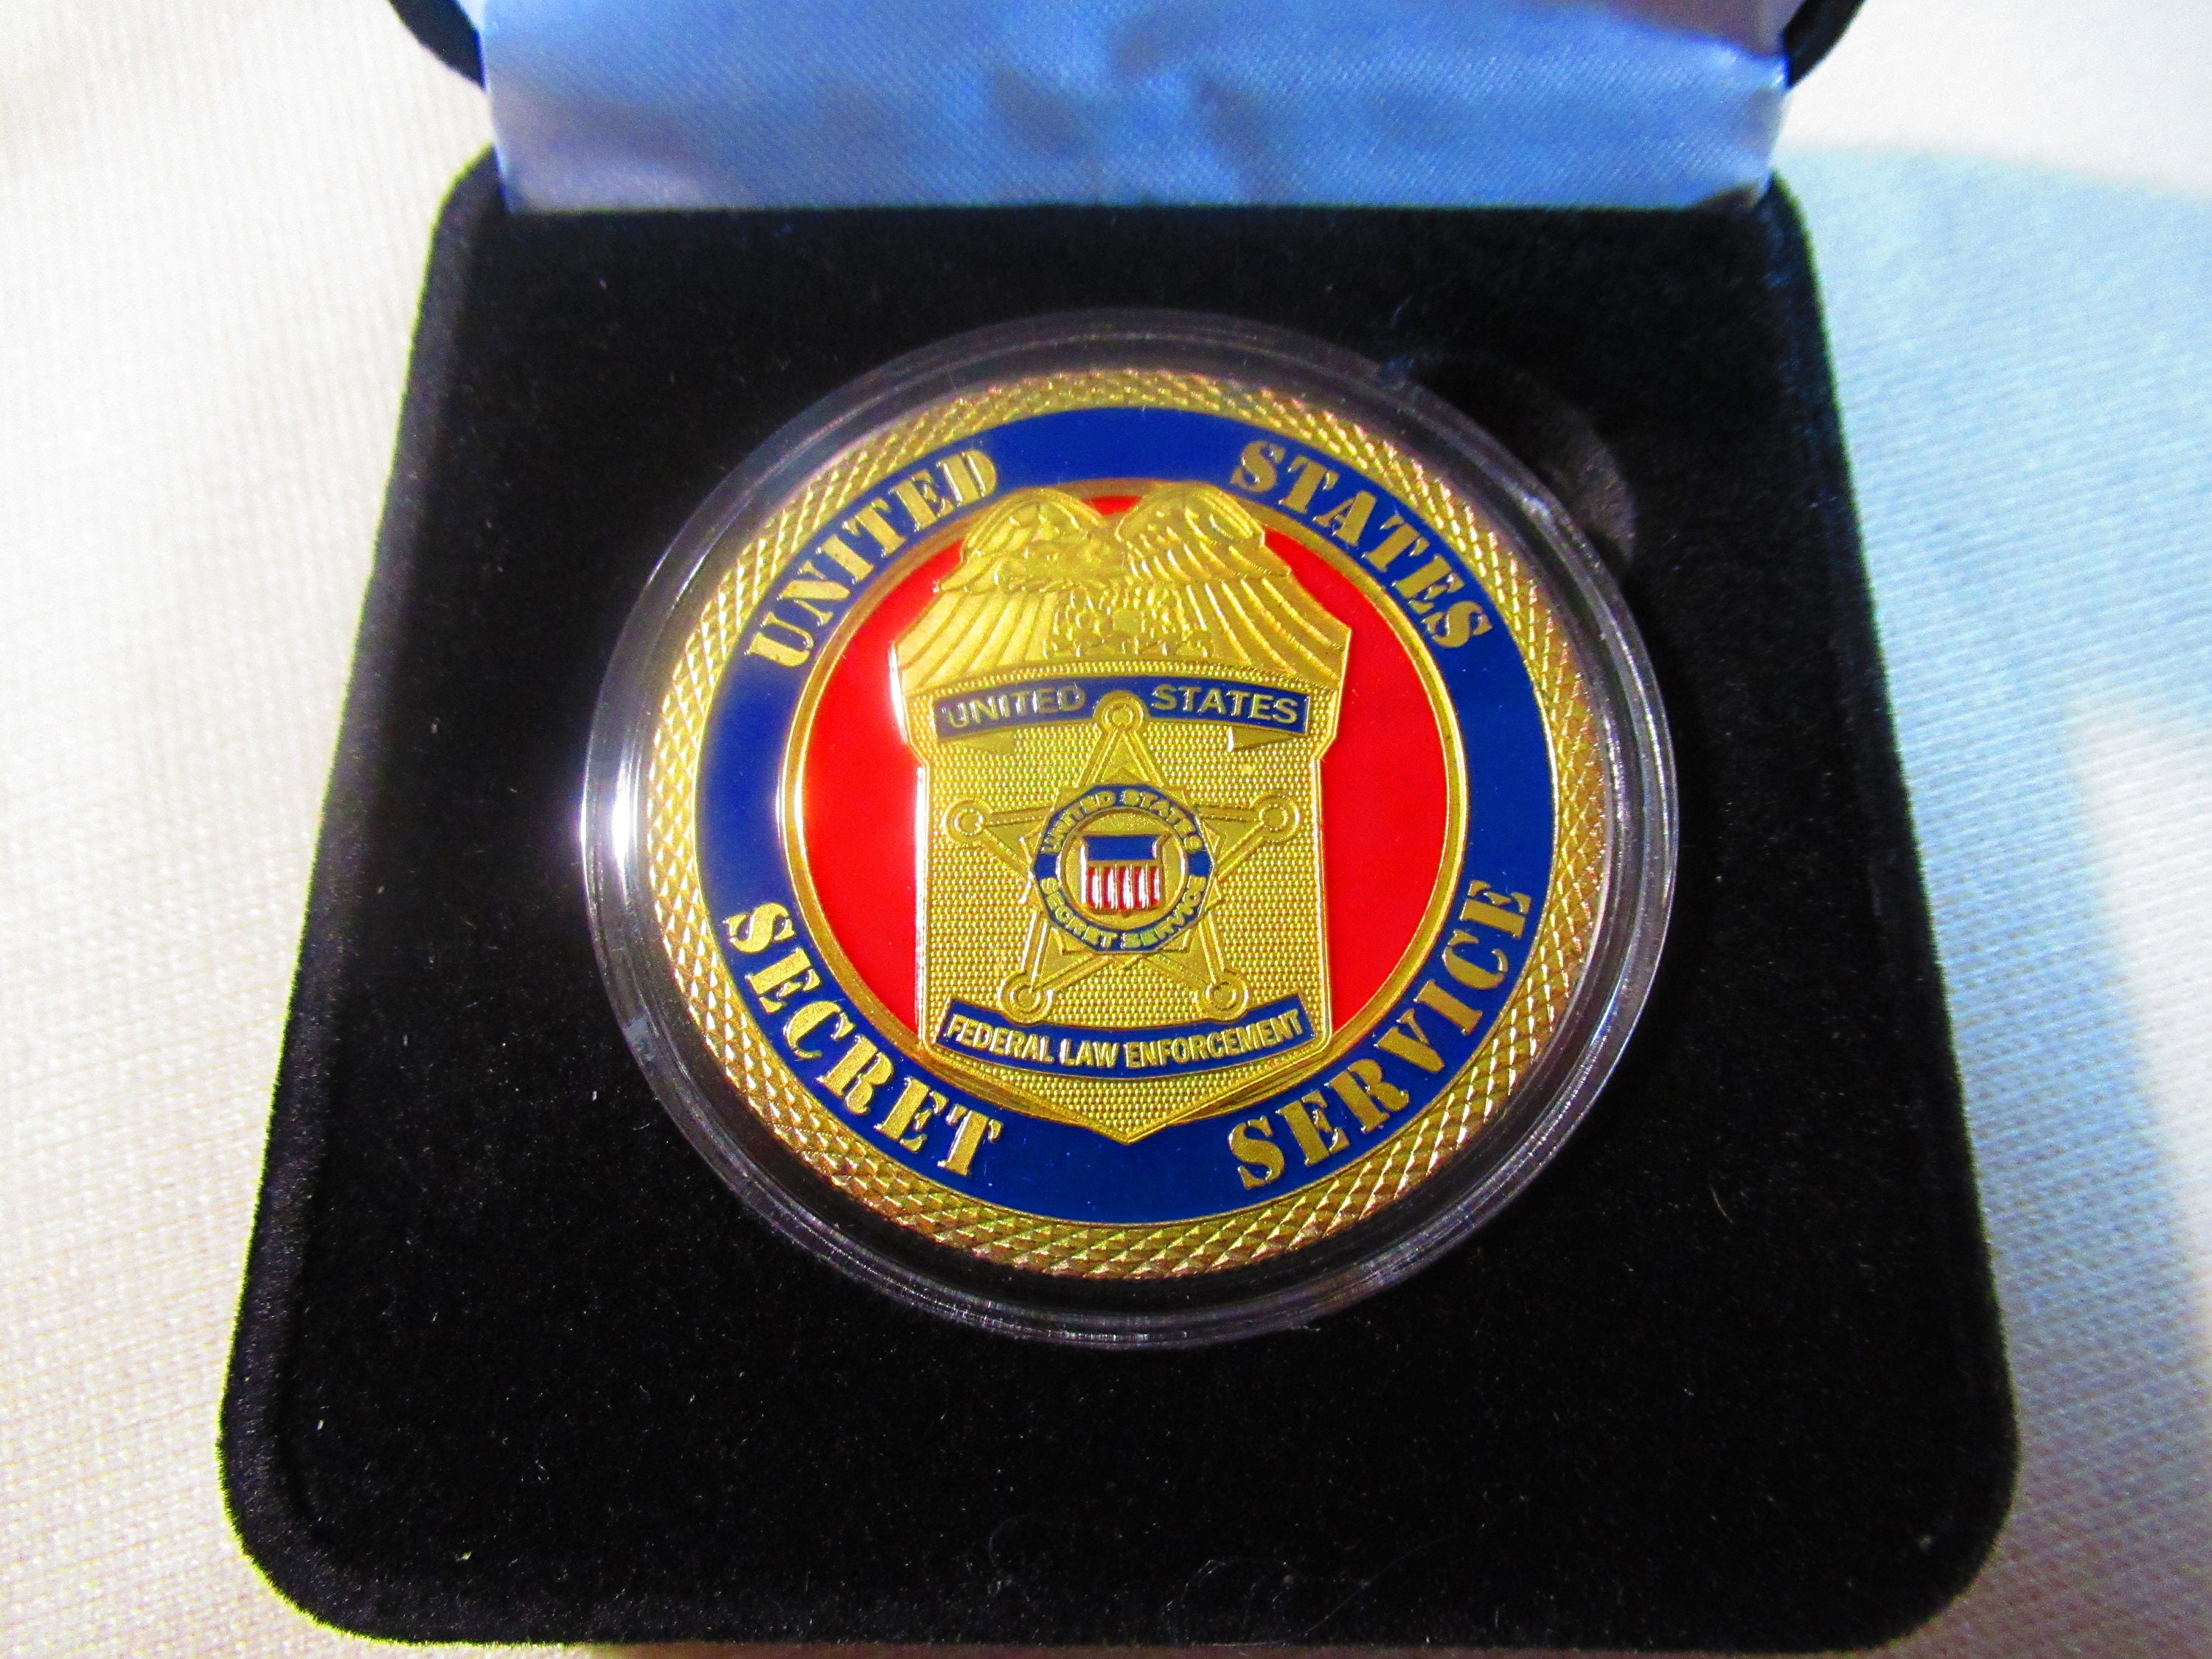 UNITED STATES
UNITED STATES
UNITED STATES
SECRET SERVICE
FEDERAL LAW ENFORCEMENT
SECRET SERVICE